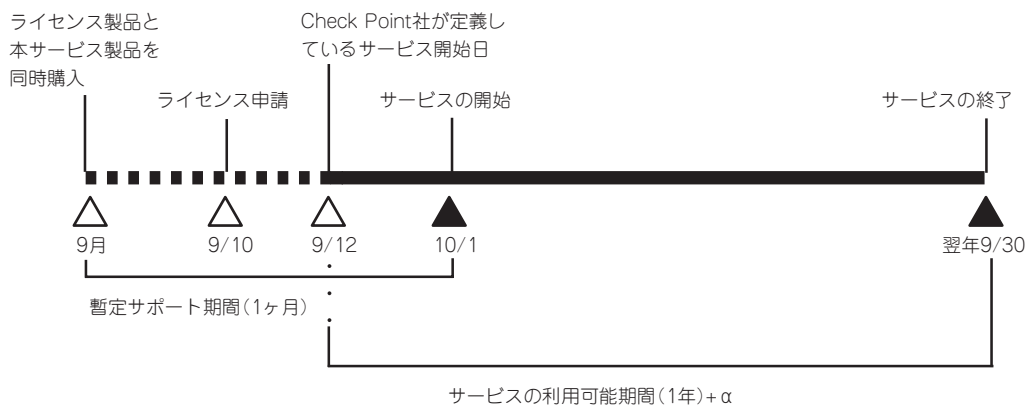 ライセンス製品と
本サービス製品を
同時購入
Check Point社が定義し
ているサービス開始日
ライセンス申請
サービスの開始
サービスの終了
9月
9/10
9/12
10/1
翌年9/30
暫定サポート期間(1ヶ月)
サービスの利用可能期間(1年)+α